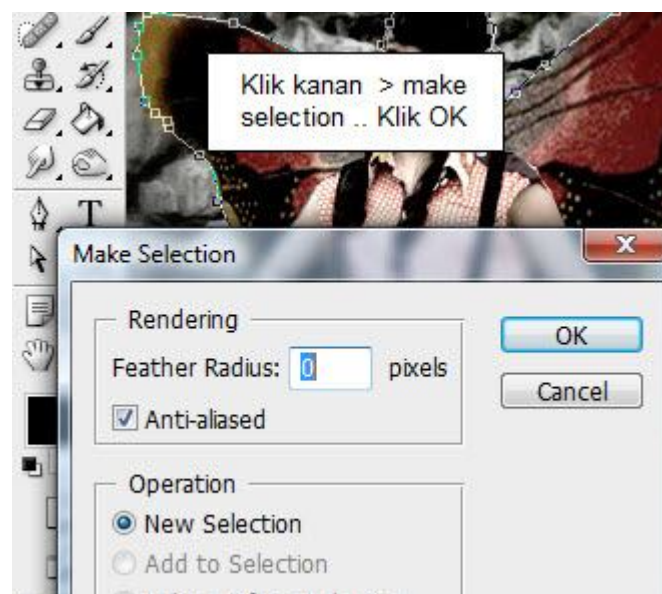 Klik kanan > make
selection .. Klik OK
T
Make Selection
X
Rendering
OK
Feather Radius: 0 pixels
Cancel
Anti-aliased
Operation
New Selection
Add to Selection